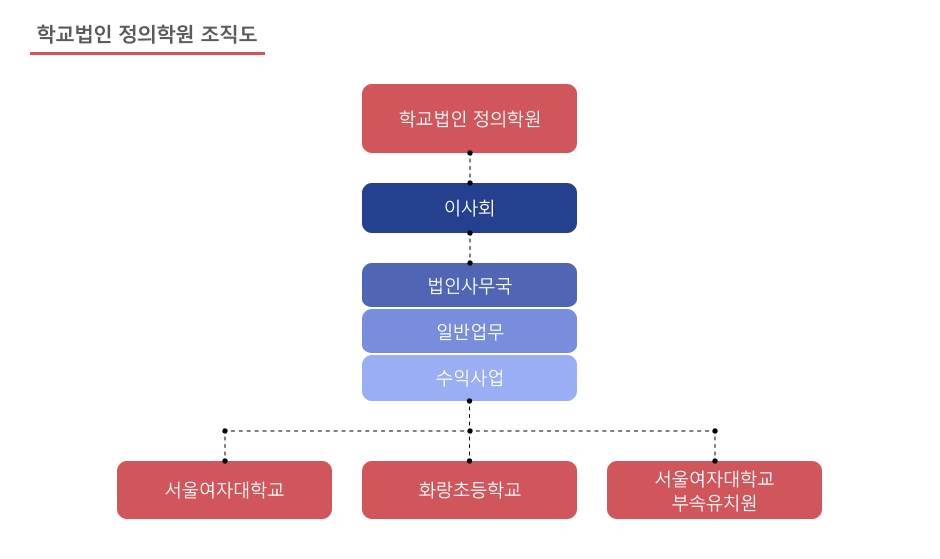 학교법인 정의학원 조직도
학교법인 정의학원
이사회
법인사무국
일반업무
수익사업
서울여자대학교
화랑초등학교
서울여자대학교
부속유치원